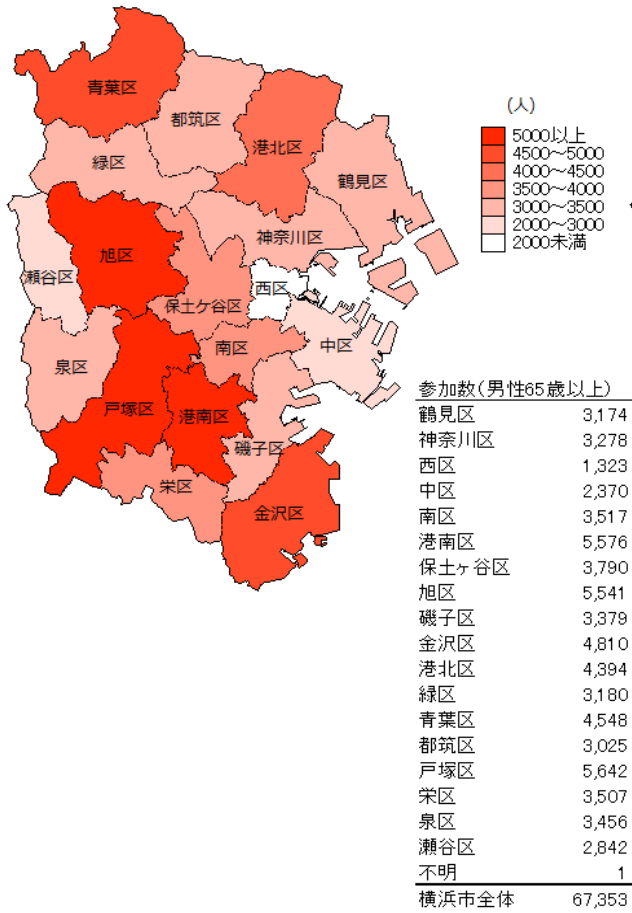 青葉区
都筑区
港北区
緑区
鶴見区
神奈川区
旭区
瀬谷区
西区
保土ケ谷区
南区
中区
泉区
戸塚区
港南区
磯子区
栄区
金沢区
(人)
5000以上
4500～5000
4000～4500
3500～4000
3000～3500
2000～3000
2000未満
参加数(男性65歳以上)
鶴見区 3,174
神奈川区 3,278
西区 1,323
中区 2,370
南区 3,517
港南区 5,576
保土ヶ谷区 3,790
旭区 5,541
磯子区 3,379
金沢区 4,810
港北区 4,394
緑区 3,180
青葉区 4,548
都筑区 3,025
戸塚区 5,642
栄区 3,507
泉区 3,456
瀬谷区 2,842
不明 1
横浜市全体 67,353